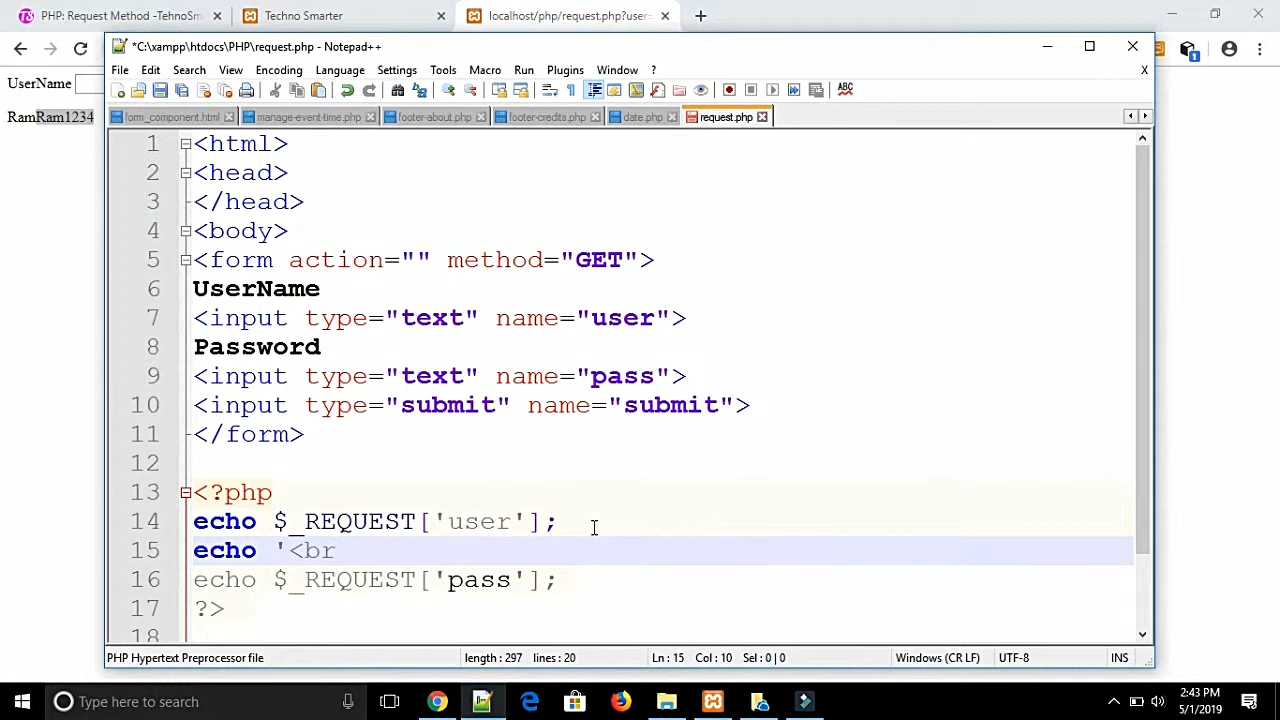 PHP: Request Method -TehnoSm
Techno Smarter
localhost/php/request.php?user=
*C:\xampp\htdocs\PHP\request.php - Notepad++
UserName
File Edit Search View Encoding Language Settings Tools Macro Run Plugins Window ? X
ABC
RamRam1234
form_component.html manage-event-time.php footer-about.php footer-credits.php date.php request.php
1 <html>
2 <head>
3 </head>
4 <body>
5 <form action="" method="GET">
6 UserName
7 <input type="text" name="user">
8 Password
9 <input type="text" name="pass">
10 <input type="submit" name="submit">
11 </form>
12
13 <?php
14 echo $_REQUEST['user'];
15 echo '<br
16 echo $_REQUEST['pass'];
17 ?>
18
PHP Hypertext Preprocessor file length : 297 lines : 20 Ln : 15 Col : 10 Sel : 0 | 0 Windows (CR LF) UTF-8 INS
Type here to search
2:43 PM
5/1/2019